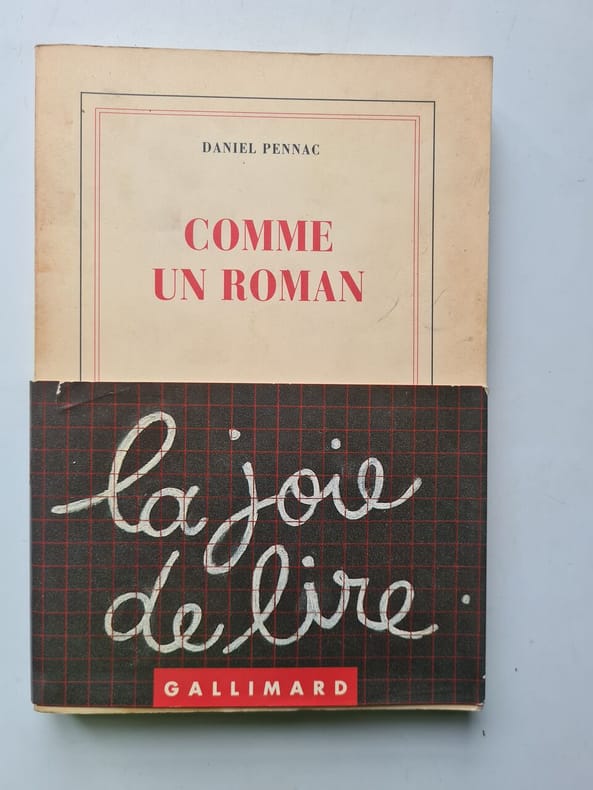 DANIEL PENNAC
COMME
UN ROMAN
la joie
de lire.
GALLIMARD